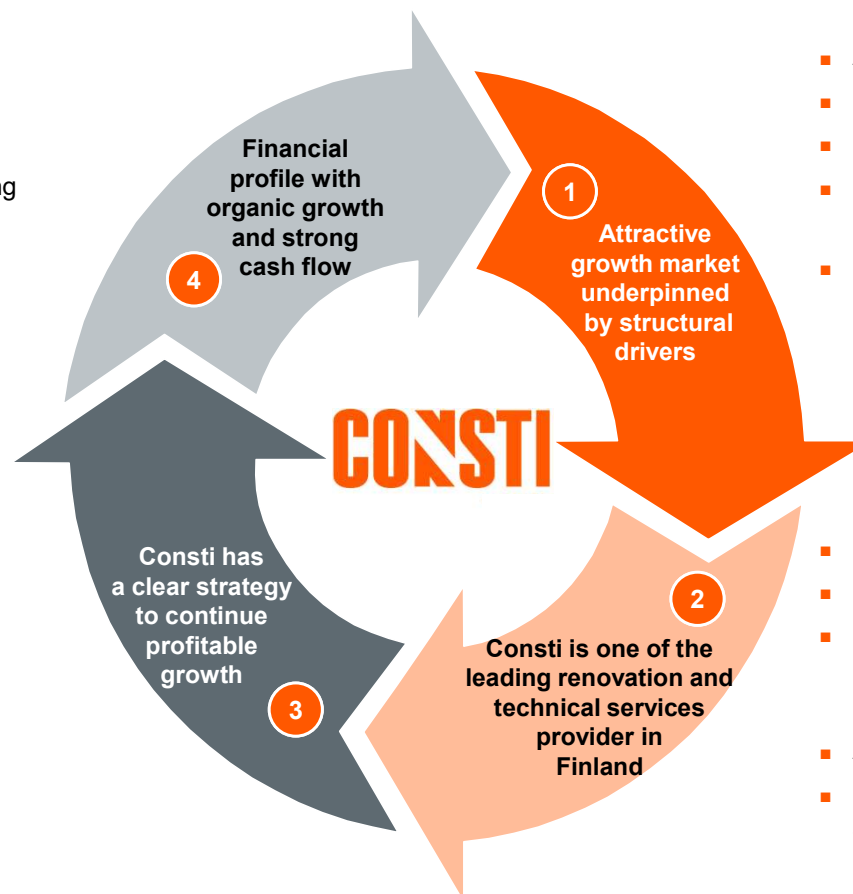 Financial
profile with
organic growth
and strong
cash flow
4
1
Attractive
growth market
underpinned
by structural
drivers
CONSTI
Consti has
a clear strategy
to continue
profitable
growth
3
2
Consti is one of the
leading renovation and
technical services
provider in
Finland